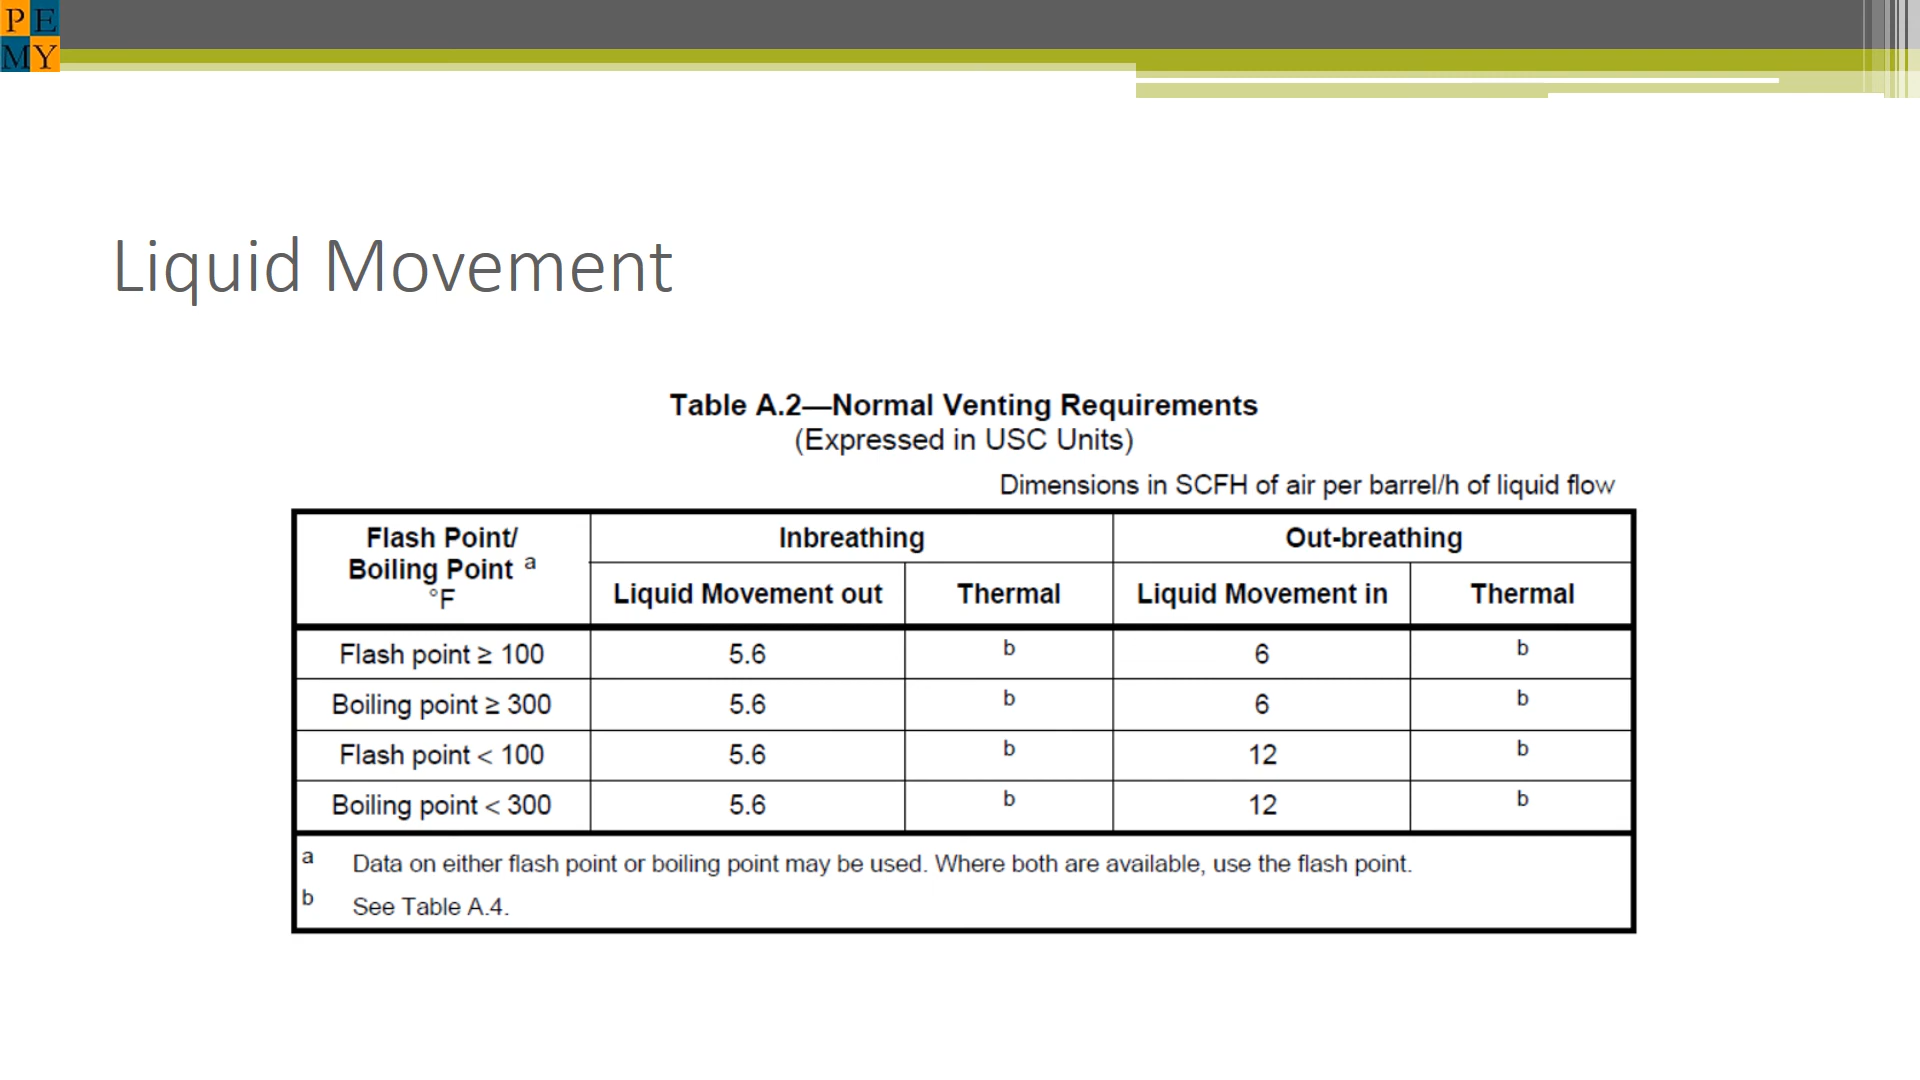 PE
MY
Liquid Movement
Table A.2—Normal Venting Requirements
(Expressed in USC Units)
Dimensions in SCFH of air per barrel/h of liquid flow
Flash Point/ Inbreathing Out-breathing
Boiling Point a
°F Liquid Movement out Thermal Liquid Movement in Thermal
Flash point ≥ 100 5.6 b 6 b
Boiling point ≥ 300 5.6 b 6 b
Flash point < 100 5.6 b 12 b
Boiling point < 300 5.6 b 12 b
a Data on either flash point or boiling point may be used. Where both are available, use the flash point.
b See Table A.4.